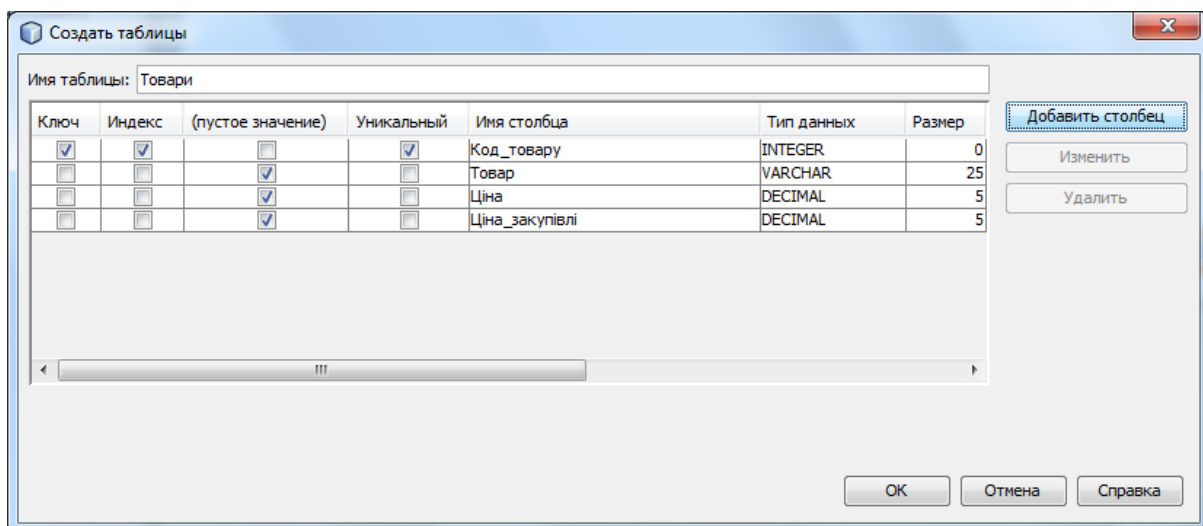 Создать таблицы
Имя таблицы: Товари
Ключ Индекс (пустое значение) Уникальный Имя столбца Тип данных Размер
Добавить столбец
Код_товару INTEGER 0
Изменить
Товар VARCHAR 25
Удалить
Ціна DECIMAL 5
Ціна_закупівлі DECIMAL 5
ОК Отмена Справка